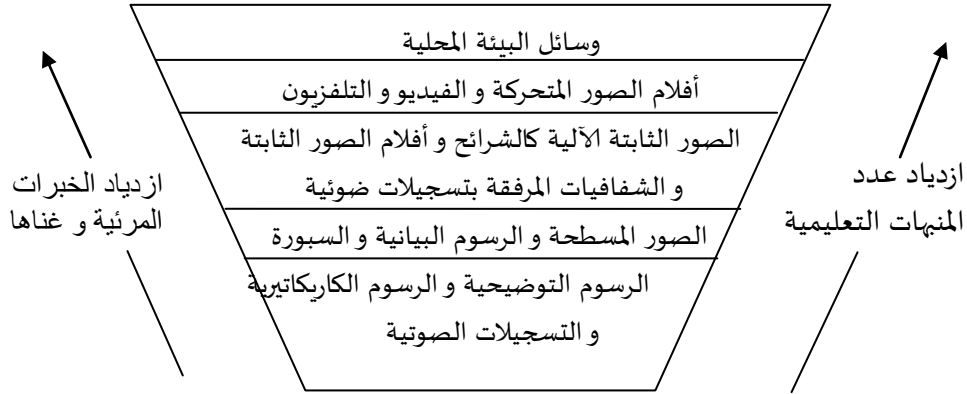 وسائل البيئة المحلية
أفلام الصور المتحركة و الفيديو و التلفزيون
الصور الثابتة الآلية كالشرائح و أفلام الصور الثابتة
و الشفافيات المرفقة بتسجيلات ضوئية
الصور المسطحة و الرسوم البيانية و السبورة
الرسوم التوضيحية و الرسوم الكاريكاتيرية
و التسجيلات الصوتية
ازدياد عدد
المنبهات التعليمية
ازدياد الخبرات
المرئية و غناها